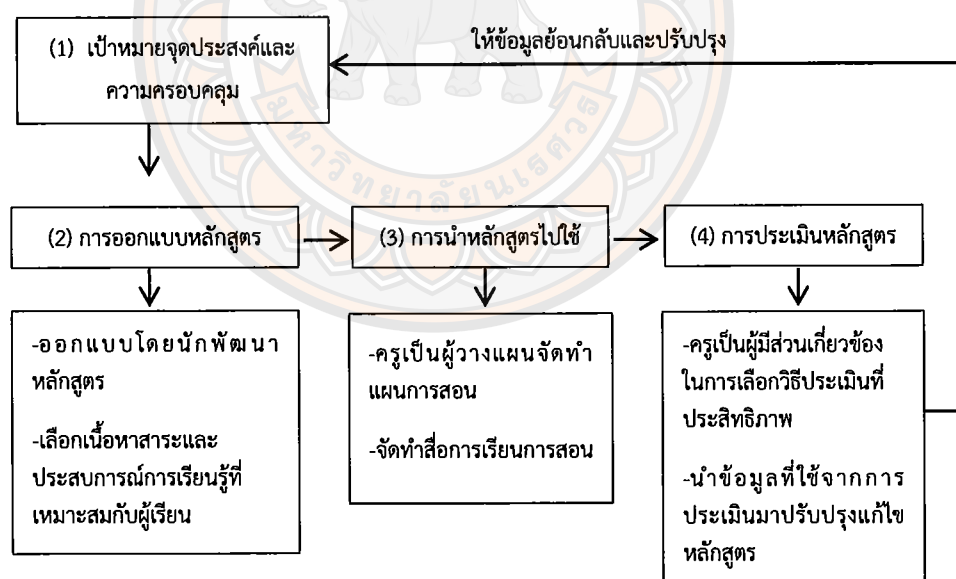 (1) เป้าหมายจุดประสงค์และ
ความครอบคลุม
ให้ข้อมูลย้อนกลับและปรับปรุง
มหาวิทยาลัยนเรศวร
(2) การออกแบบหลักสูตร
(3) การนำหลักสูตรไปใช้
(4) การประเมินหลักสูตร
-ออกแบบโดยนักพัฒนา
หลักสูตร
-เลือกเนื้อหาสาระและ
ประสบการณ์การเรียนรู้ที่
เหมาะสมกับผู้เรียน
-ครูเป็นผู้วางแผนจัดทำ
แผนการสอน
-จัดทำสื่อการเรียนการสอน
-ครูเป็นผู้มีส่วนเกี่ยวข้อง
ในการเลือกวิธีประเมินที่
ประสิทธิภาพ
-นำข้อมูลที่ใช้จากการ
ประเมินมาปรับปรุงแก้ไข
หลักสูตร